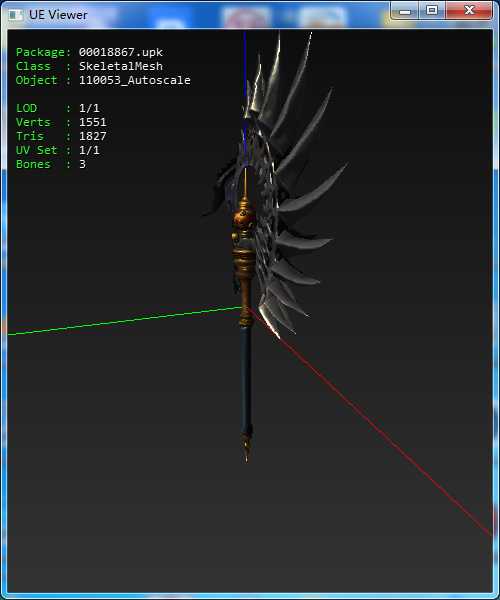 UE Viewer
Package: 00018867.upk
Class : SkeletalMesh
Object : 110053_Autoscale
LOD : 1/1
Verts : 1551
Tris : 1827
UV Set : 1/1
Bones : 3